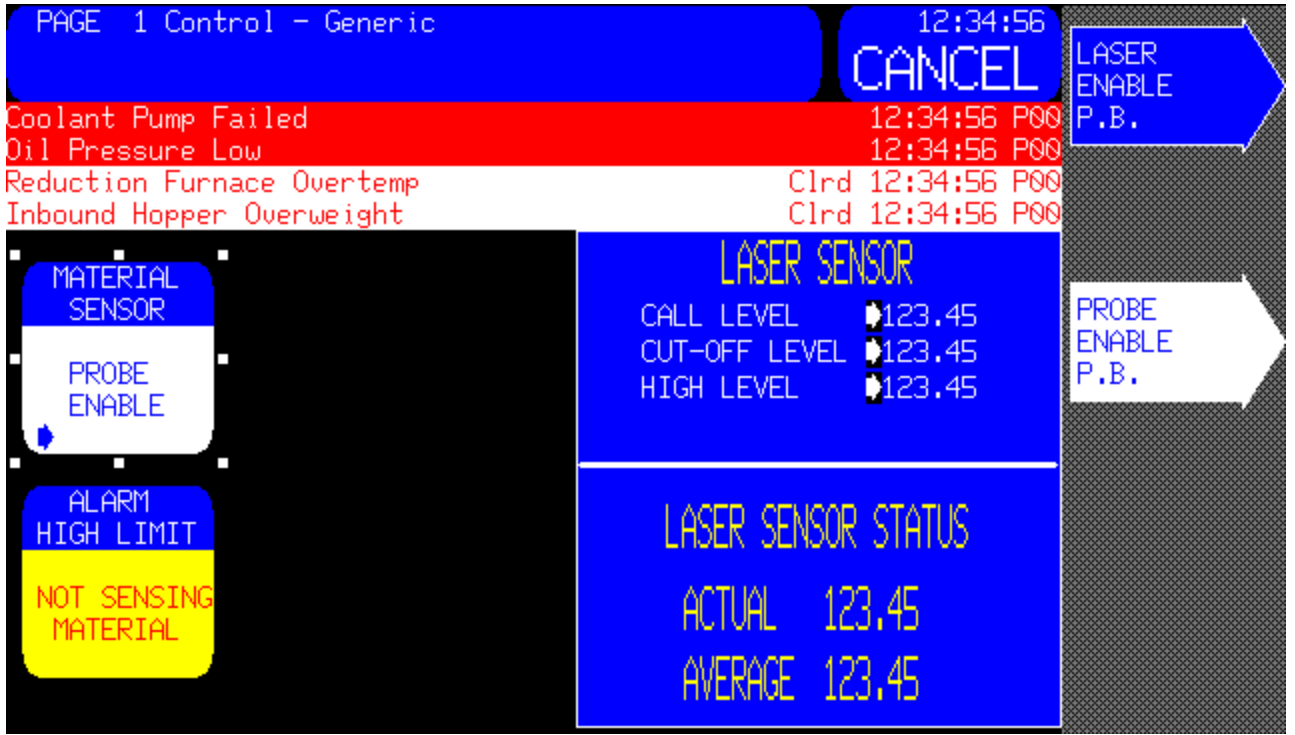 PAGE  1 Control - Generic
12:34:56
CANCEL
Coolant Pump Failed 12:34:56 P00
Oil Pressure Low 12:34:56 P00
Reduction Furnace Overtemp Clrd 12:34:56 P00
Inbound Hopper Overweight Clrd 12:34:56 P00
LASER
ENABLE
P.B.
MATERIAL
SENSOR
PROBE
ENABLE
ALARM
HIGH LIMIT
NOT SENSING
MATERIAL
LASER SENSOR
CALL LEVEL 123.45
CUT-OFF LEVEL 123.45
HIGH LEVEL 123.45
LASER SENSOR STATUS
ACTUAL 123.45
AVERAGE 123.45
PROBE
ENABLE
P.B.